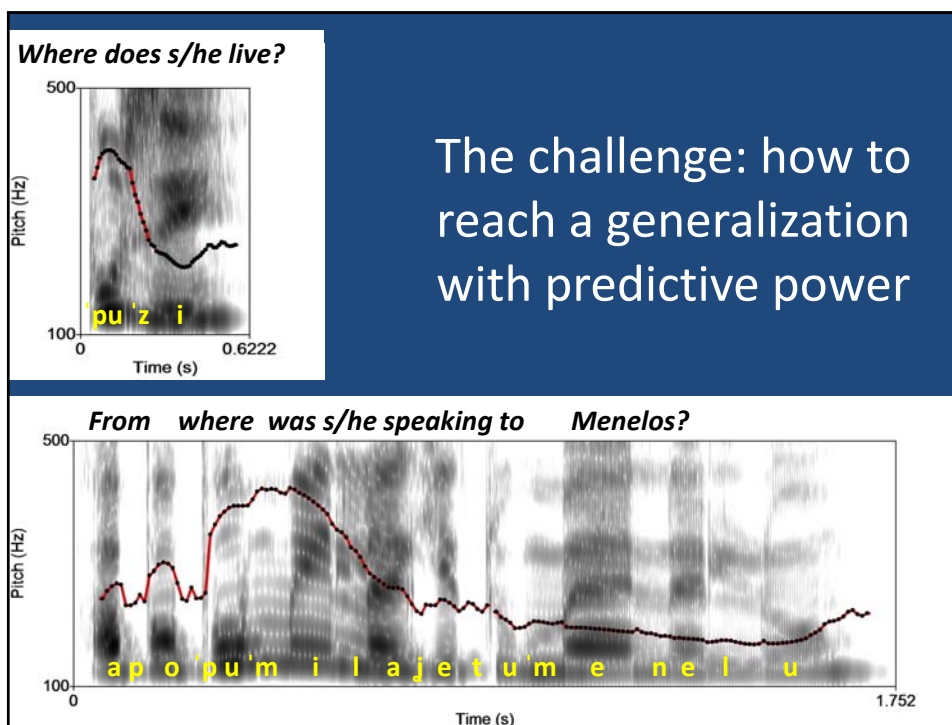 Where does s/he live?
500
Pitch (Hz)
ˈpu ˈz i
100
0 0.6222
Time (s)
The challenge: how to
reach a generalization
with predictive power
From where was s/he speaking to Menelos?
500
Pitch (Hz)
a p o ˈpu ˈm i l a j e t u ˈm e n e l u
100
0 1.752
Time (s)